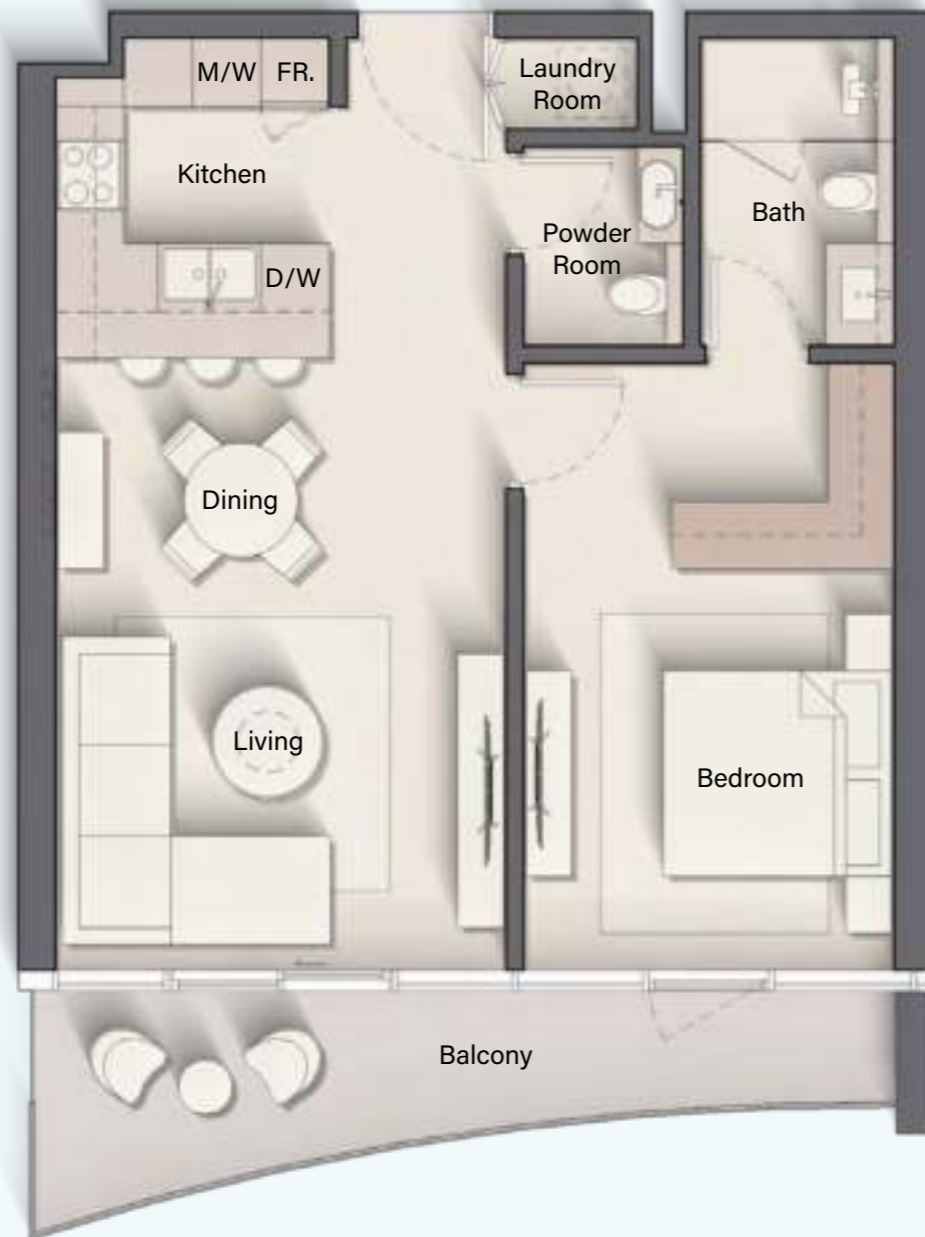 M/W FR.
Laundry
Room
Kitchen
Bath
Powder
Room
D/W
Dining
Living
Bedroom
Balcony